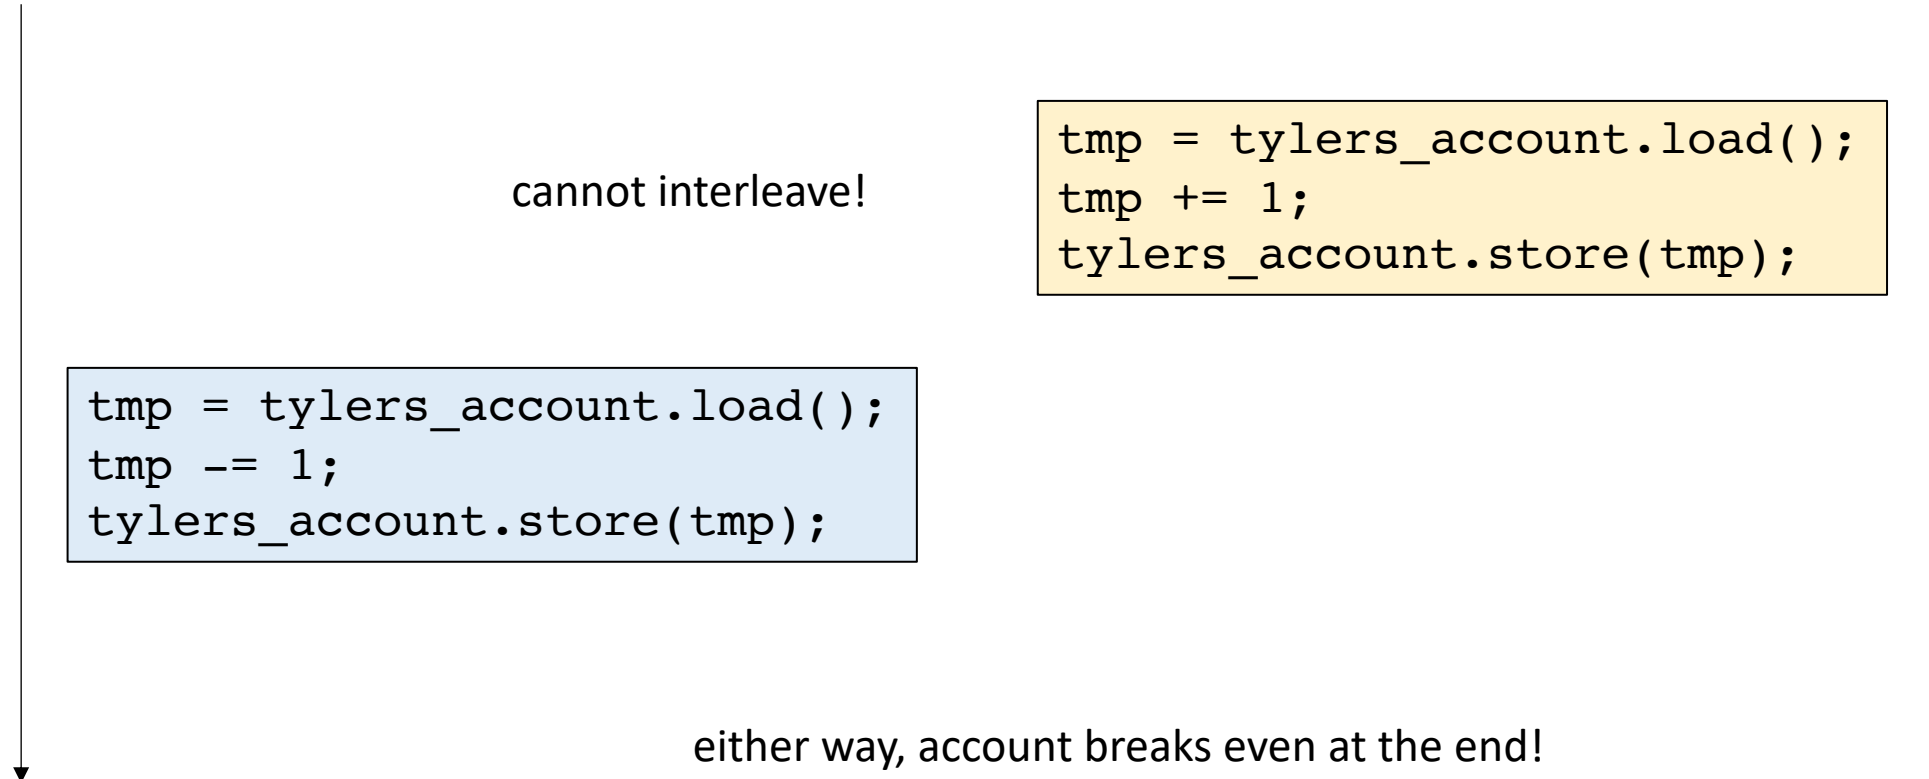 tmp = tylers_account.load();
tmp += 1;
tylers_account.store(tmp);
cannot interleave!
tmp = tylers_account.load();
tmp -= 1;
tylers_account.store(tmp);
either way, account breaks even at the end!